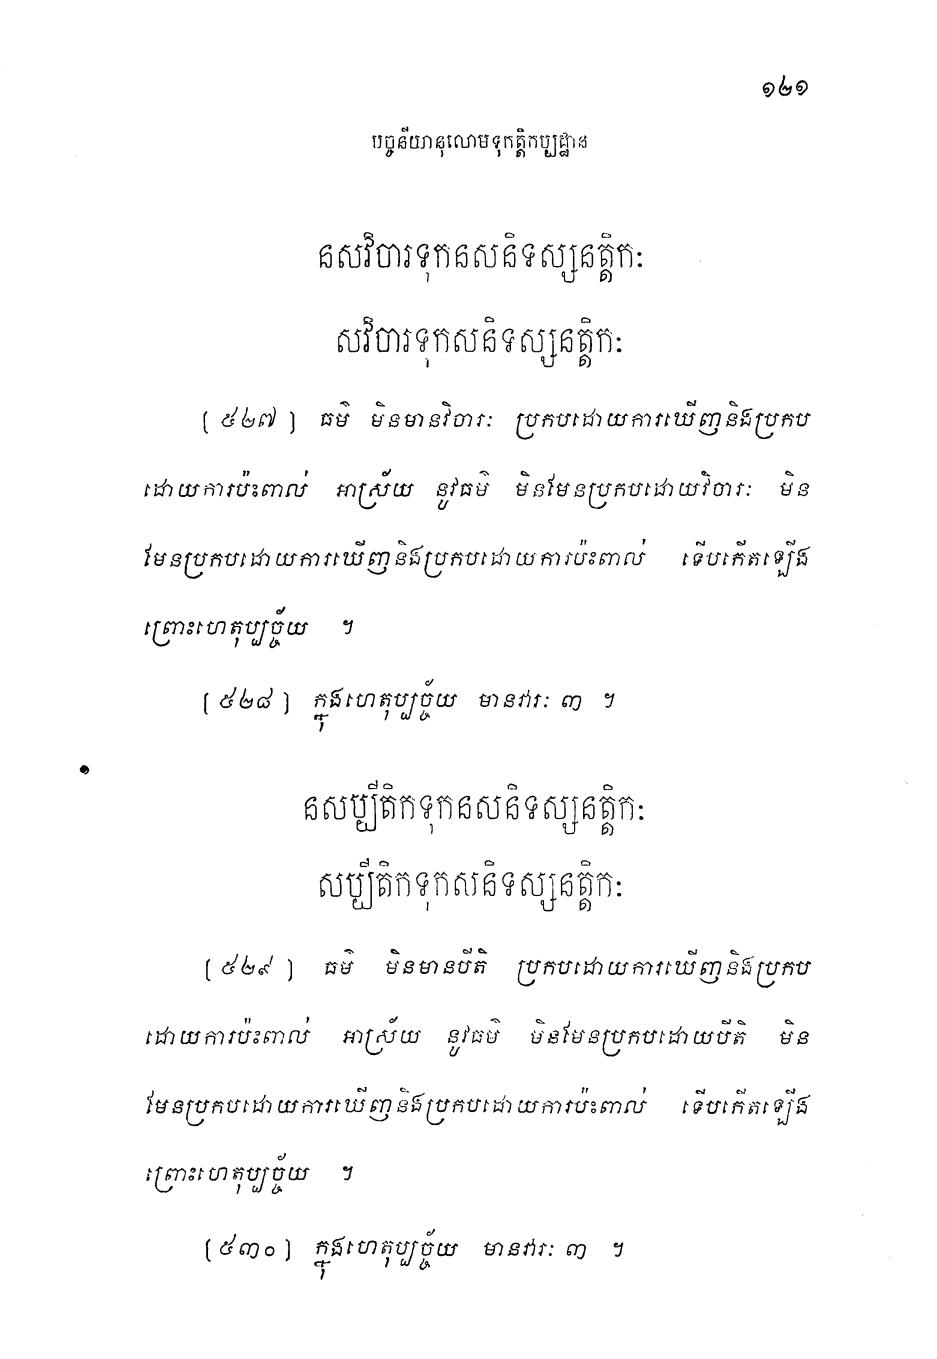 ១២១
បច្ចនីយានុលោមទុកត្តិកប្បដ្ឋាន
នសវិចារទុកនសនិទស្សនត្តិកៈ
សវិចារទុកសនិទស្សនត្តិកៈ
[៥២៧] ធម៌ មិនមានវិចារៈ ប្រកបដោយការឃើញនិងប្រកប
ដោយការប៉ះពាល់ អាស្រ័យ នូវធម៌ មិនមែនប្រកបដោយវិចារៈ មិន
មែនប្រកបដោយការឃើញនិងប្រកបដោយការប៉ះពាល់ ទើបកើតឡើង
ព្រោះហេតុប្បច្ច័យ ។
[៥២៨] ក្នុងហេតុប្បច្ច័យ មានវារៈ ៣ ។
នសប្បីតិកទុកនសនិទស្សនត្តិកៈ
សប្បីតិកទុកសនិទស្សនត្តិកៈ
[៥២៩] ធម៌ មិនមានបីតិ ប្រកបដោយការឃើញនិងប្រកប
ដោយការប៉ះពាល់ អាស្រ័យ នូវធម៌ មិនមែនប្រកបដោយបីតិ មិន
មែនប្រកបដោយការឃើញនិងប្រកបដោយការប៉ះពាល់ ទើបកើតឡើង
ព្រោះហេតុប្បច្ច័យ ។
[៥៣០] ក្នុងហេតុប្បច្ច័យ មានវារៈ ៣ ។